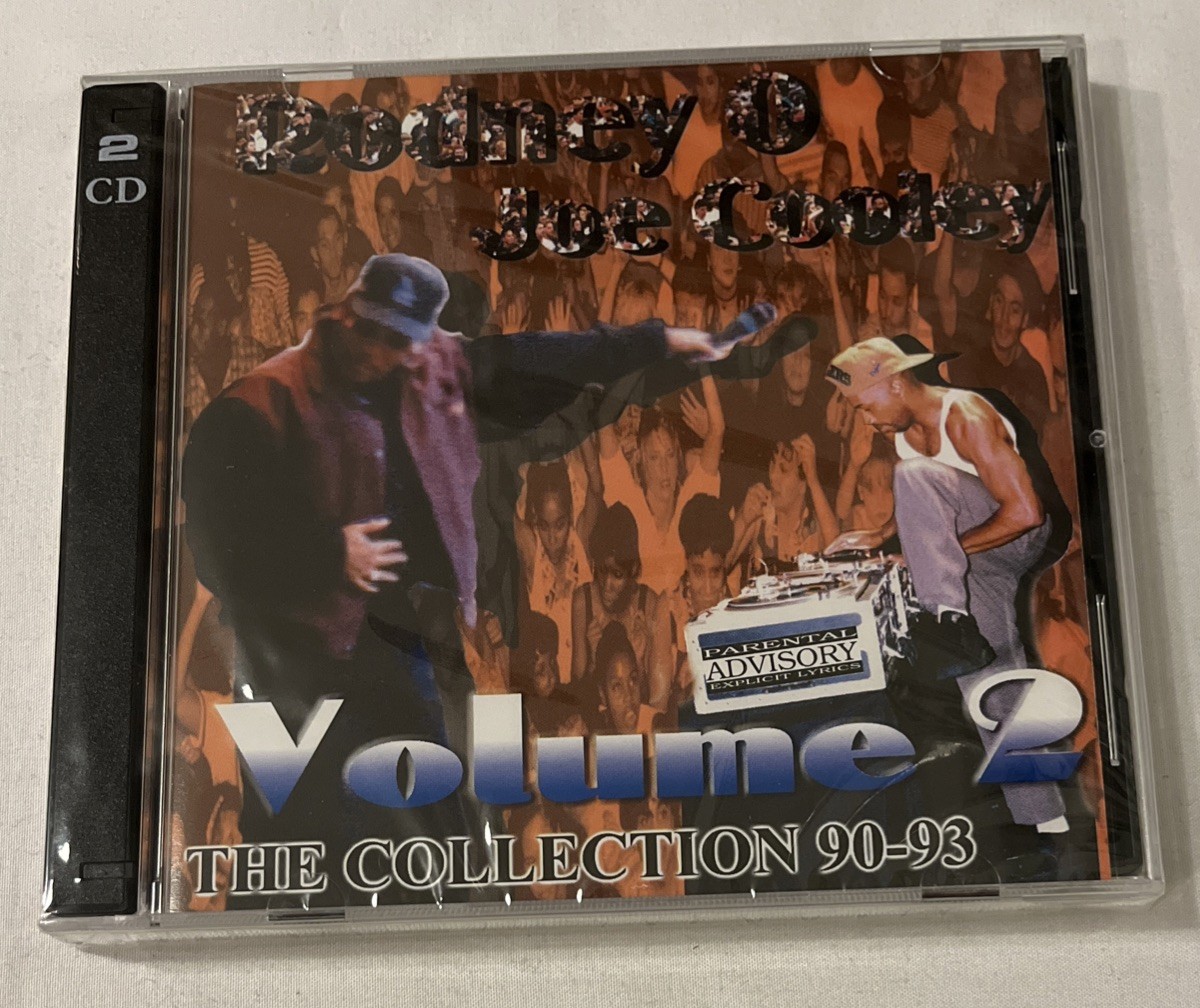 2
CD
Rodney O
Joe Cooley
PARENTAL
ADVISORY
EXPLICIT LYRICS
Volume 2
THE COLLECTION 90-93